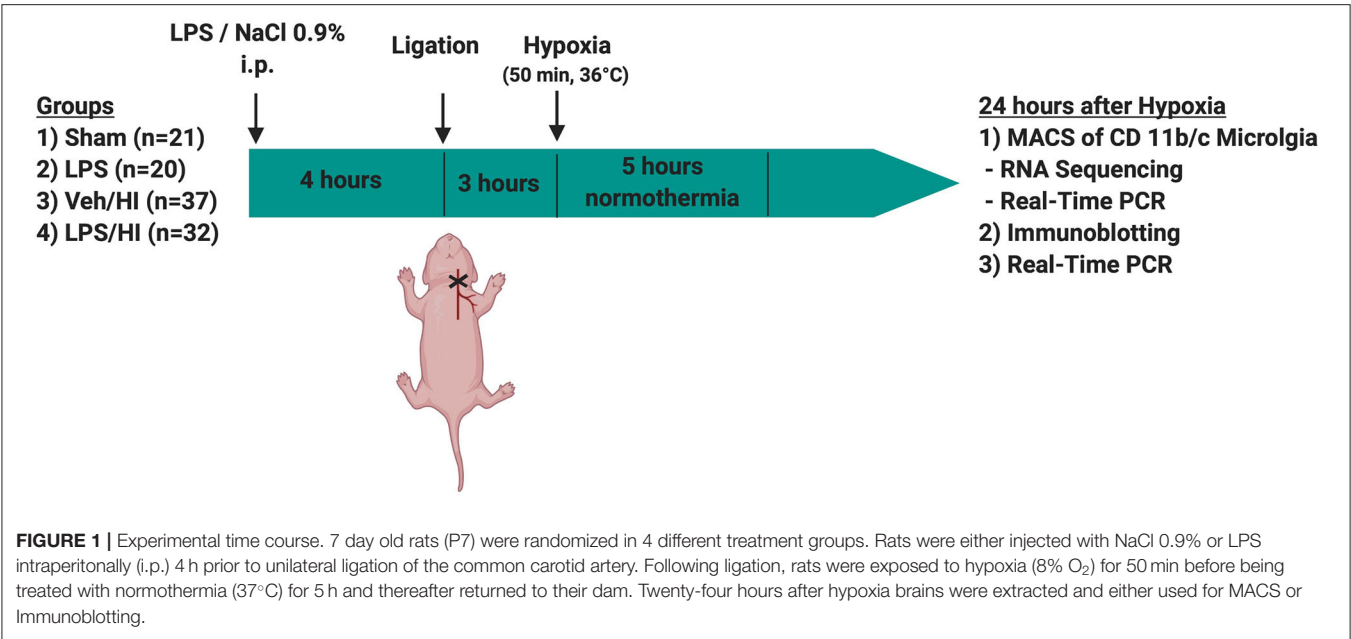 LPS / NaCl 0.9%
i.p.
Ligation
Hypoxia
(50 min, 36°C)
Groups
1) Sham (n=21)
2) LPS (n=20)
3) Veh/HI (n=37)
4) LPS/HI (n=32)
4 hours
3 hours
5 hours
normothermia
24 hours after Hypoxia
1) MACS of CD 11b/c Microlgia
- RNA Sequencing
- Real-Time PCR
2) Immunoblotting
3) Real-Time PCR
FIGURE 1 | Experimental time course. 7 day old rats (P7) were randomized in 4 different treatment groups. Rats were either injected with NaCl 0.9% or LPS
intraperitonally (i.p.) 4 h prior to unilateral ligation of the common carotid artery. Following ligation, rats were exposed to hypoxia (8% O₂) for 50 min before being
treated with normothermia (37°C) for 5 h and thereafter returned to their dam. Twenty-four hours after hypoxia brains were extracted and either used for MACS or
Immunoblotting.